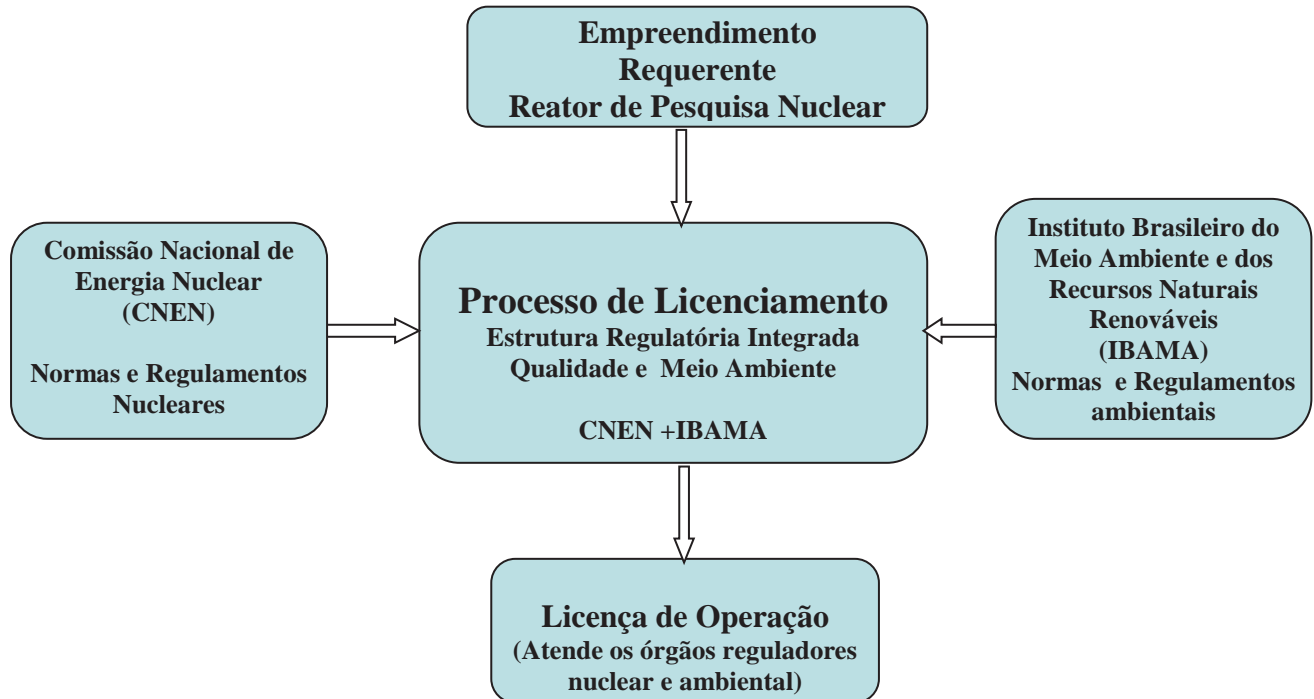 Empreendimento
Requerente
Reator de Pesquisa Nuclear
Comissão Nacional de
Energia Nuclear
(CNEN)
Normas e Regulamentos
Nucleares
Processo de Licenciamento
Estrutura Regulatória Integrada
Qualidade e Meio Ambiente
CNEN +IBAMA
Instituto Brasileiro do
Meio Ambiente e dos
Recursos Naturais
Renováveis
(IBAMA)
Normas e Regulamentos
ambientais
Licença de Operação
(Atende os órgãos reguladores
nuclear e ambiental)